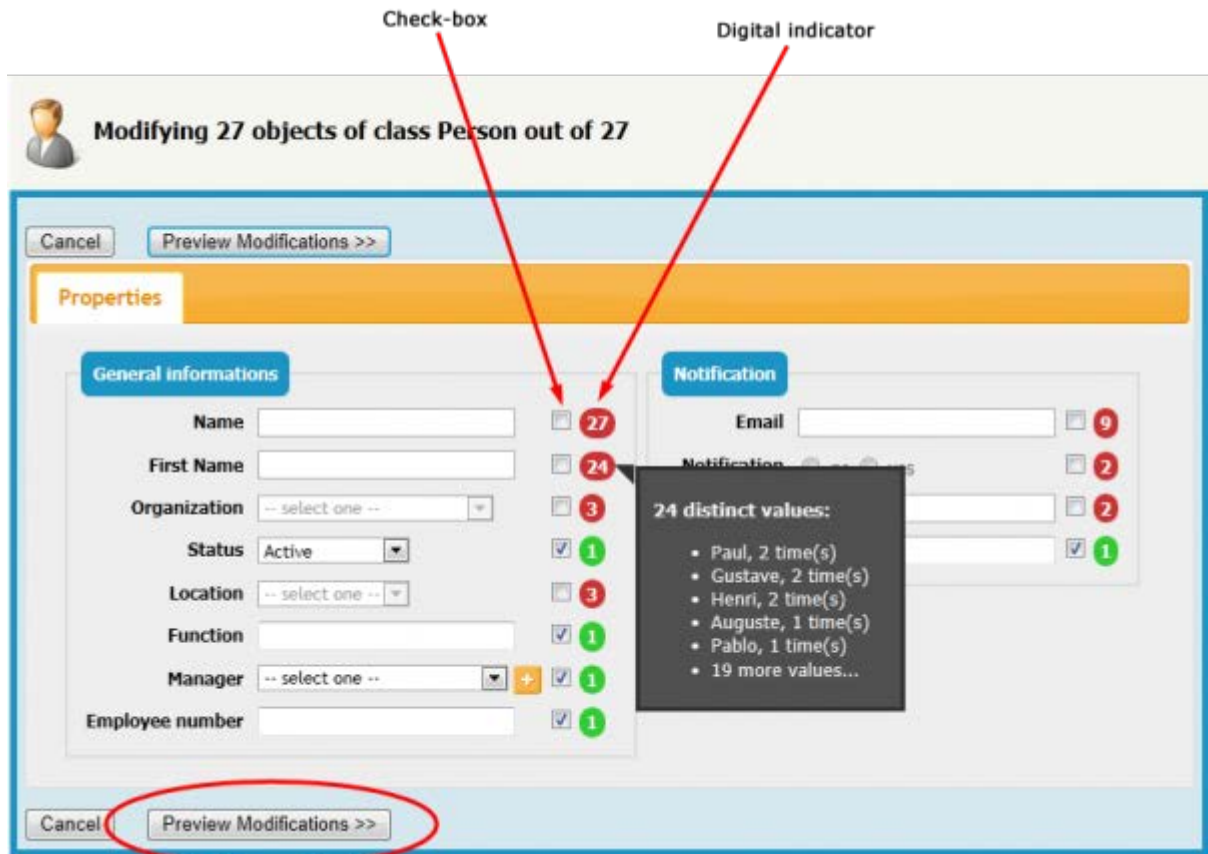 Check-box
Digital indicator
Modifying 27 objects of class Person out of 27
Cancel
Preview Modifications >>
Properties
General informations
Name
27
First Name
24
Organization
-- select one --
3
Status
Active
1
Location
-- select one --
3
Function
1
Manager
-- select one --
+
1
Employee number
1
Notification
Email
9
Notification
2
2
1
24 distinct values:
• Paul, 2 time(s)
• Gustave, 2 time(s)
• Henri, 2 time(s)
• Auguste, 1 time(s)
• Pablo, 1 time(s)
• 19 more values...
Cancel
Preview Modifications >>